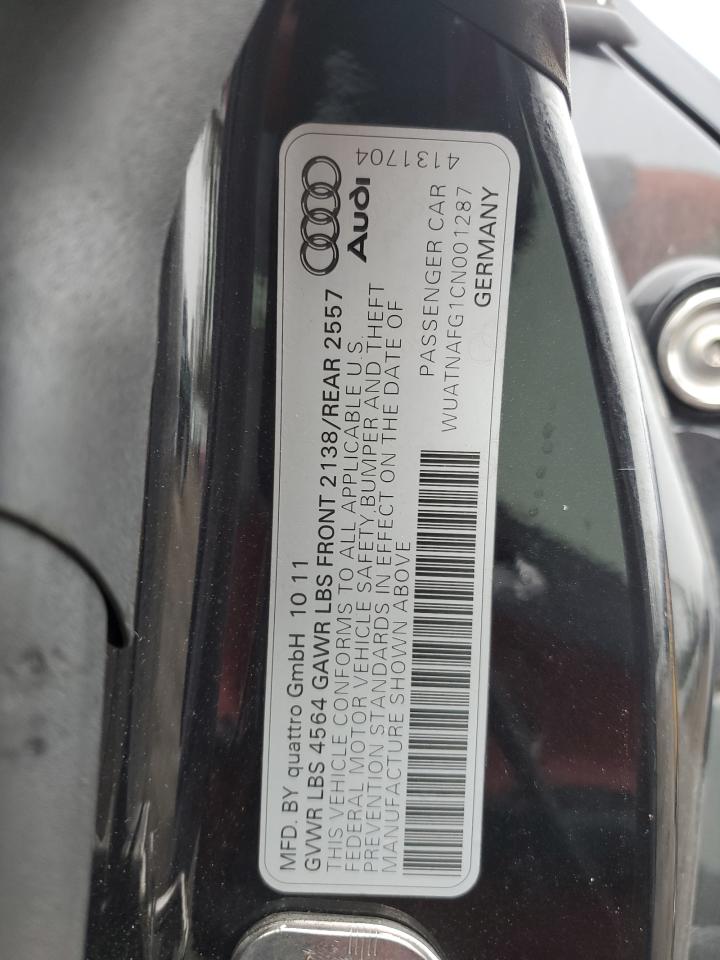 MFD. BY quattro GmbH 10 11
GVWR LBS 4564 GAWR LBS FRONT 2138/REAR 2557
THIS VEHICLE CONFORMS TO ALL APPLICABLE U.S.
FEDERAL MOTOR VEHICLE SAFETY,BUMPER AND THEFT
PREVENTION STANDARDS IN EFFECT ON THE DATE OF
MANUFACTURE SHOWN ABOVE
Audi
4131704
PASSENGER CAR
WUATNAFG1CN001287
GERMANY